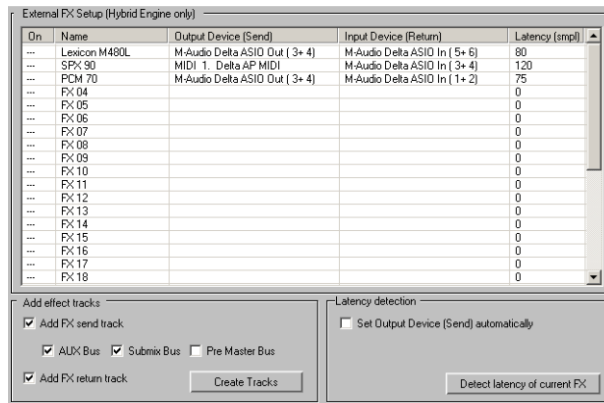 External FX Setup (Hybrid Engine only)
On Name Output Device (Send) Input Device (Return) Latency (smpl)
--- Lexicon M480L M-Audio Delta ASIO Out ( 3+ 4) M-Audio Delta ASIO In ( 5+ 6) 80
--- SPX 90 MIDI 1. Delta AP MIDI M-Audio Delta ASIO In ( 3+ 4) 120
--- PCM 70 M-Audio Delta ASIO Out ( 3+ 4) M-Audio Delta ASIO In ( 1+ 2) 75
--- FX 04 0
--- FX 05 0
--- FX 06 0
--- FX 07 0
--- FX 08 0
--- FX 09 0
--- FX 10 0
--- FX 11 0
--- FX 12 0
--- FX 13 0
--- FX 14 0
--- FX 15 0
--- FX 16 0
--- FX 17 0
--- FX 18 0
Add effect tracks
Add FX send track
AUX Bus Submix Bus Pre Master Bus
Add FX return track Create Tracks
Latency detection
Set Output Device (Send) automatically
Detect latency of current FX